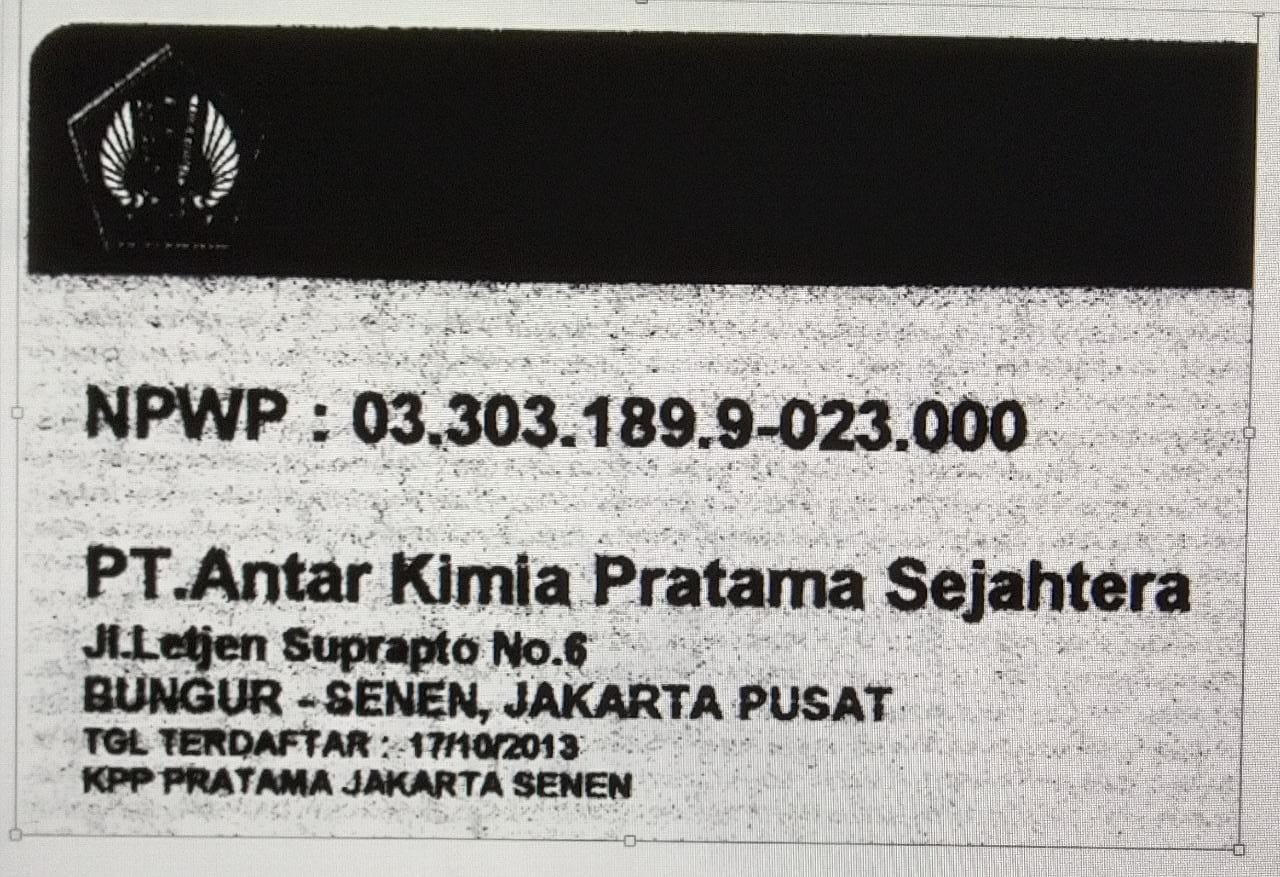 NPWP : 03.303.189.9-023.000
PT.Antar Kimia Pratama Sejahtera
Jl.Letjen Suprapto No.6
BUNGUR - SENEN, JAKARTA PUSAT
TGL TERDAFTAR : 17/10/2013
KPP PRATAMA JAKARTA SENEN